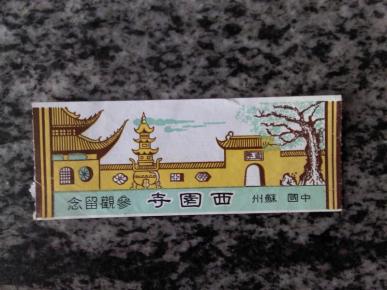 中國 蘇州 西園寺 參觀留念